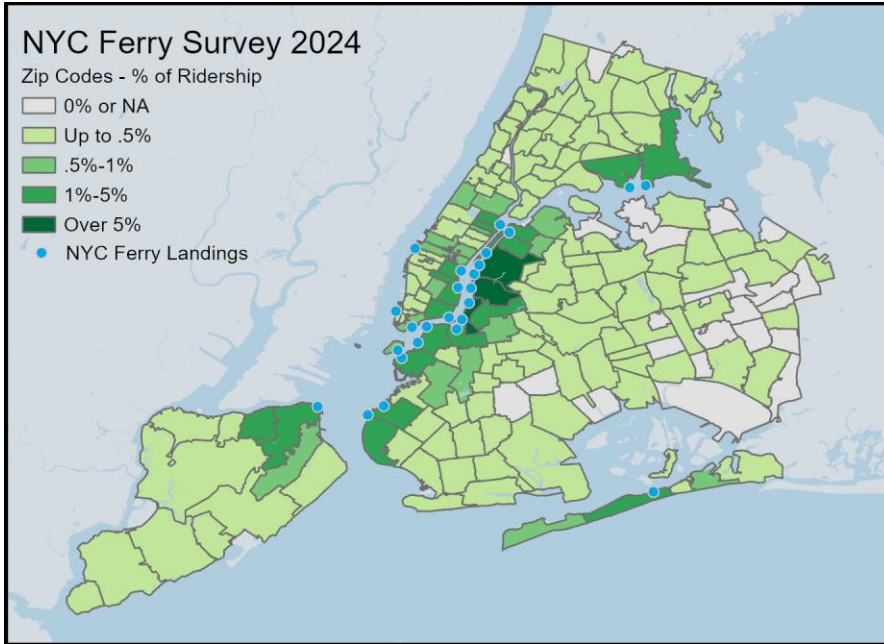 NYC Ferry Survey 2024
Zip Codes - % of Ridership
0% or NA
Up to .5%
.5%-1%
1%-5%
Over 5%
NYC Ferry Landings